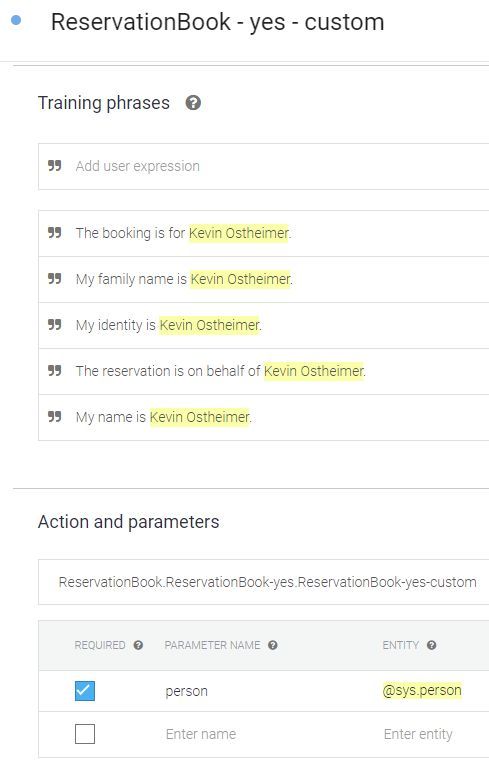 ReservationBook - yes - custom
Training phrases ?
Add user expression
The booking is for Kevin Ostheimer.
My family name is Kevin Ostheimer.
My identity is Kevin Ostheimer.
The reservation is on behalf of Kevin Ostheimer.
My name is Kevin Ostheimer.
Action and parameters
ReservationBook.ReservationBook-yes.ReservationBook-yes-custom
REQUIRED ? PARAMETER NAME ? ENTITY ?
person @sys.person
Enter name Enter entity